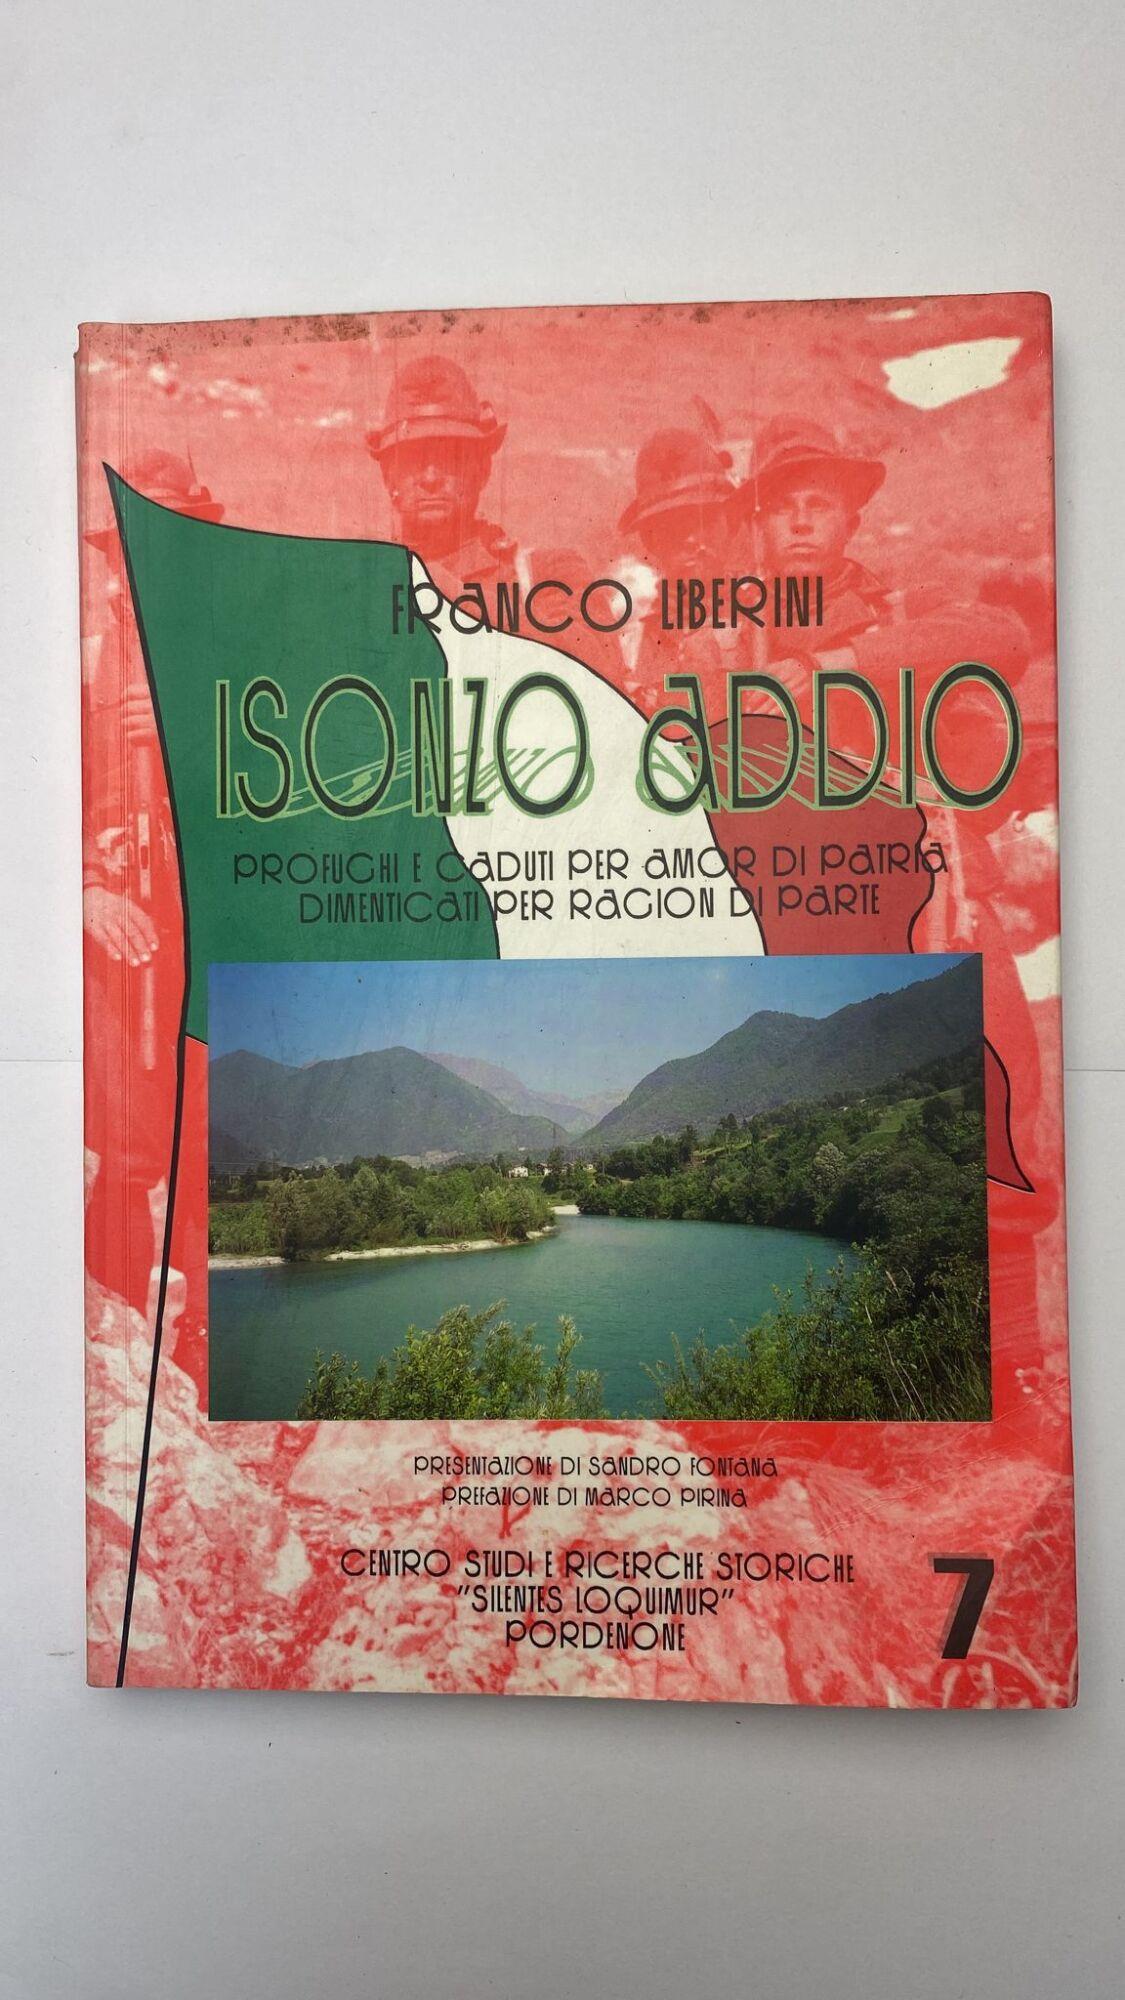 FRANCO LIBERINI
ISONZO ADDIO
PROFUGHI E CADUTI PER AMOR DI PATRIA
DIMENTICATI PER RAGION DI PARTE
PRESENTAZIONE DI SANDRO FONTANA
PREFAZIONE DI MARCO PIRINA
CENTRO STUDI E RICERCHE STORICHE
"SILENTES LOQUIMUR"
PORDENONE
7